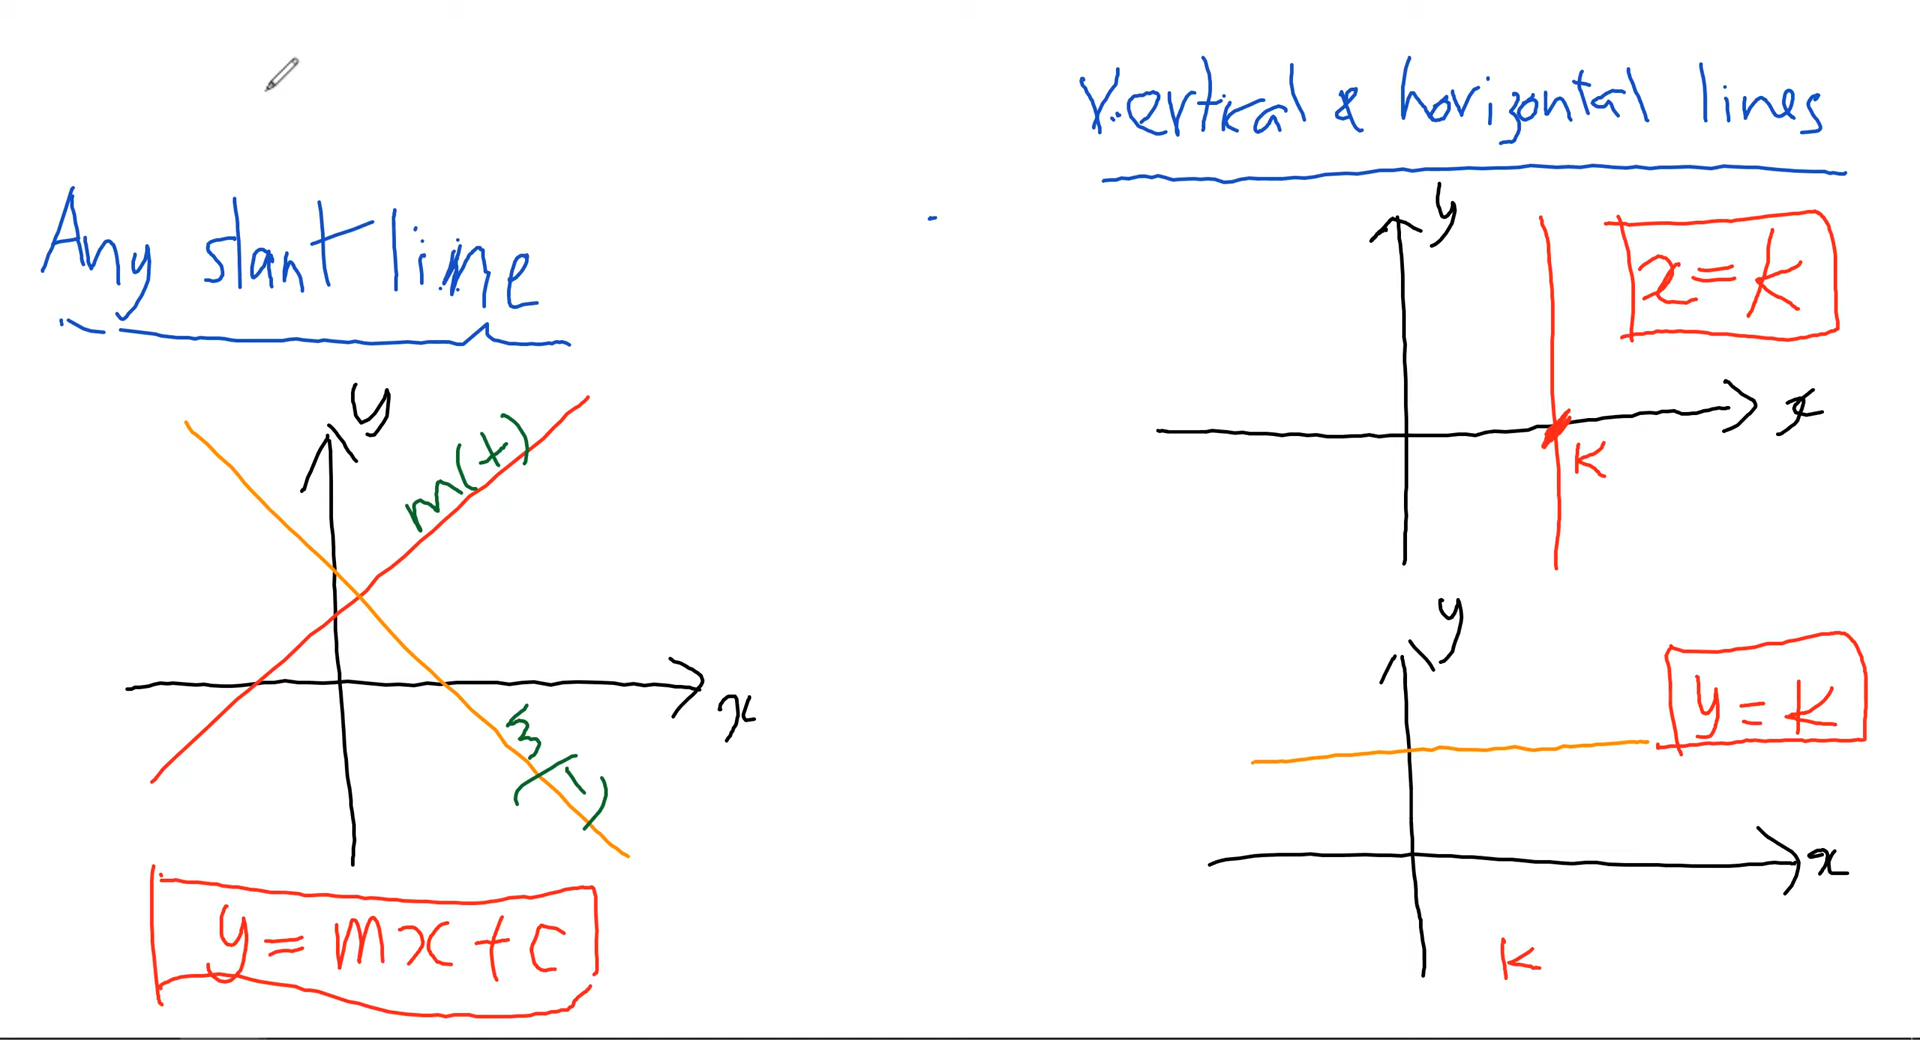 Any slant line
y
m(+)
x
m(-)
y = mx + c
Vertical & horizontal lines
y
x = k
x
k
y
y = k
x
k